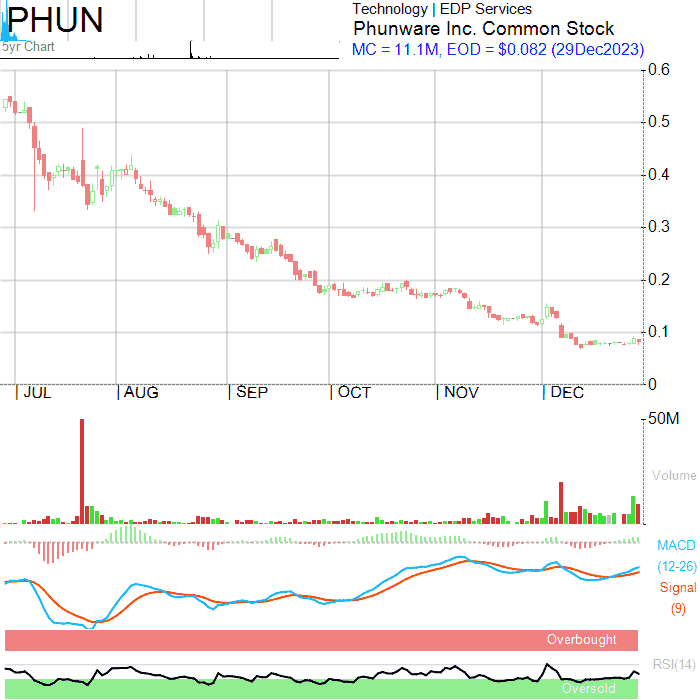 PHUN
5yr Chart
Technology | EDP Services
Phunware Inc. Common Stock
MC = 11.1M, EOD = $0.082 (29Dec2023)
0.6
0.5
0.4
0.3
0.2
0.1
0
| JUL | AUG | SEP | OCT | NOV | DEC
50M
Volume
MACD
(12-26)
Signal
(9)
Overbought
RSI(14)
Oversold